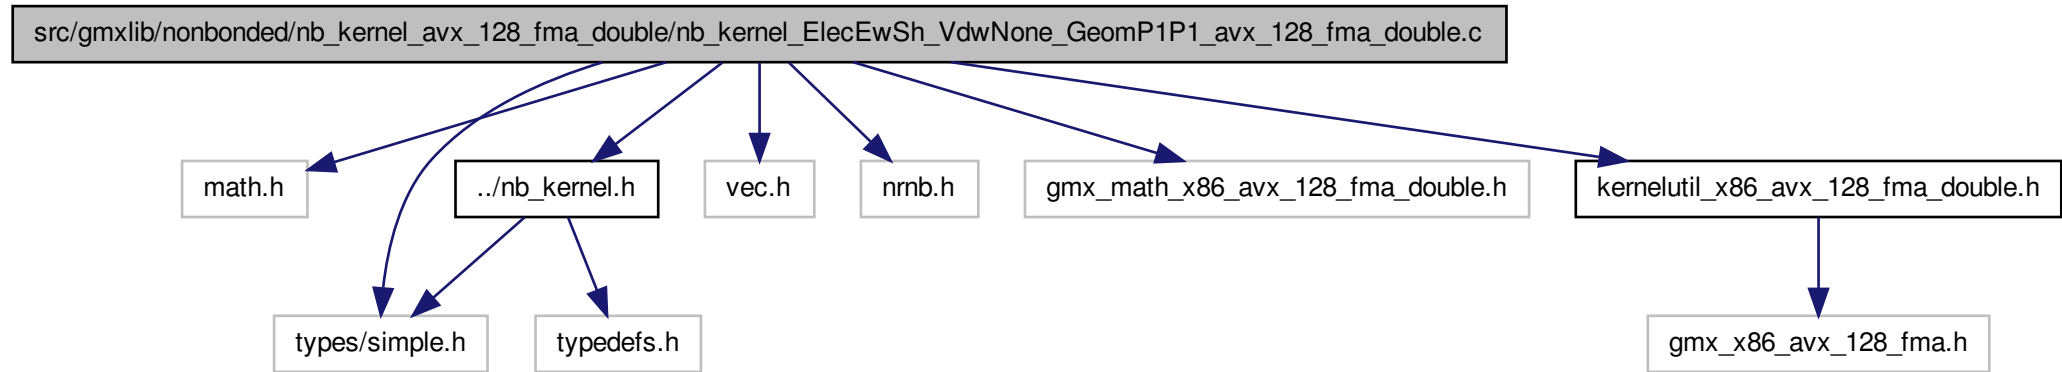 src/gmxlib/nonbonded/nb_kernel_avx_128_fma_double/nb_kernel_ElecEwSh_VdwNone_GeomP1P1_avx_128_fma_double.c
math.h
../nb_kernel.h
vec.h
nrnb.h
gmx_math_x86_avx_128_fma_double.h
kernelutil_x86_avx_128_fma_double.h
types/simple.h
typedefs.h
gmx_x86_avx_128_fma.h